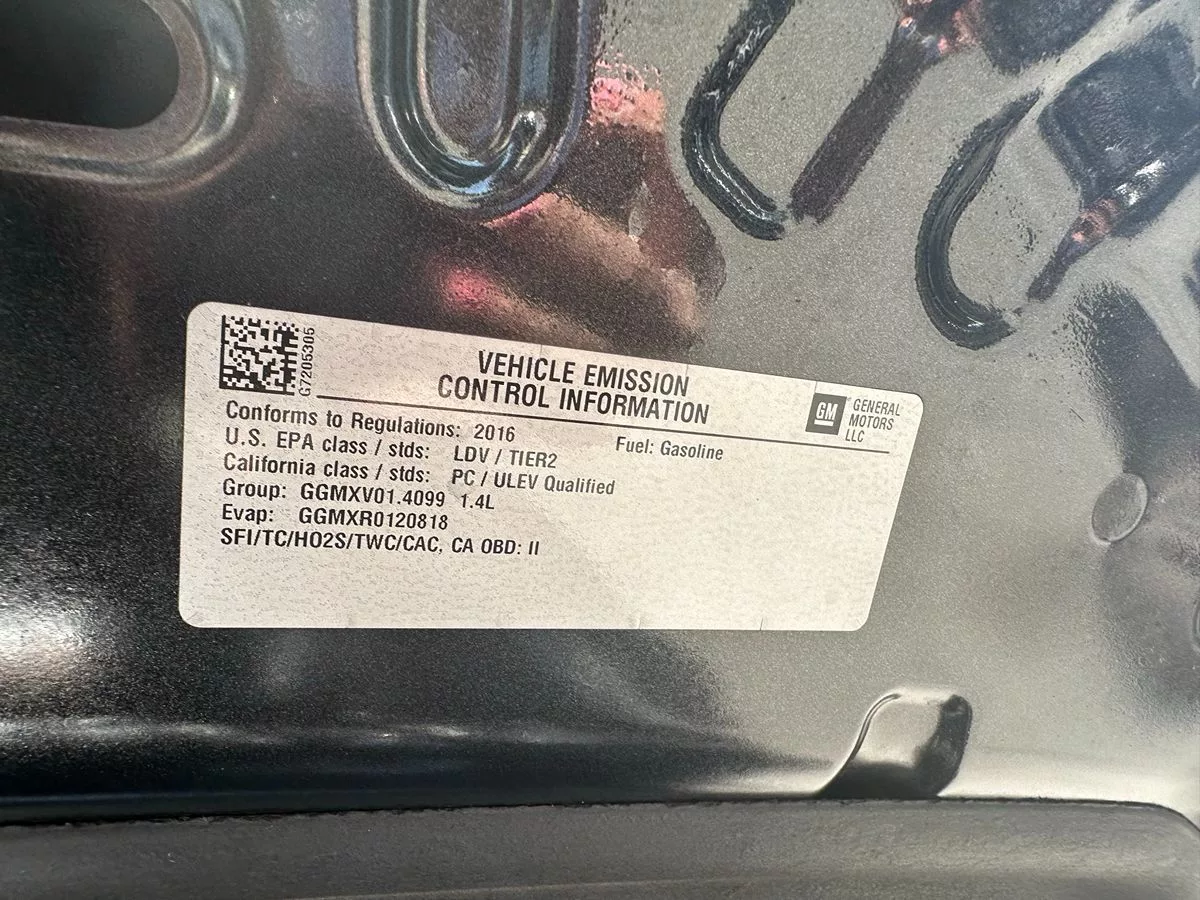 G7205305
VEHICLE EMISSION
CONTROL INFORMATION
GM
GENERAL
MOTORS
LLC
Conforms to Regulations: 2016
Fuel: Gasoline
U.S. EPA class / stds: LDV / TIER2
California class / stds: PC / ULEV Qualified
Group: GGMXV01.4099 1.4L
Evap: GGMXR0120818
SFI/TC/HO2S/TWC/CAC, CA OBD: II